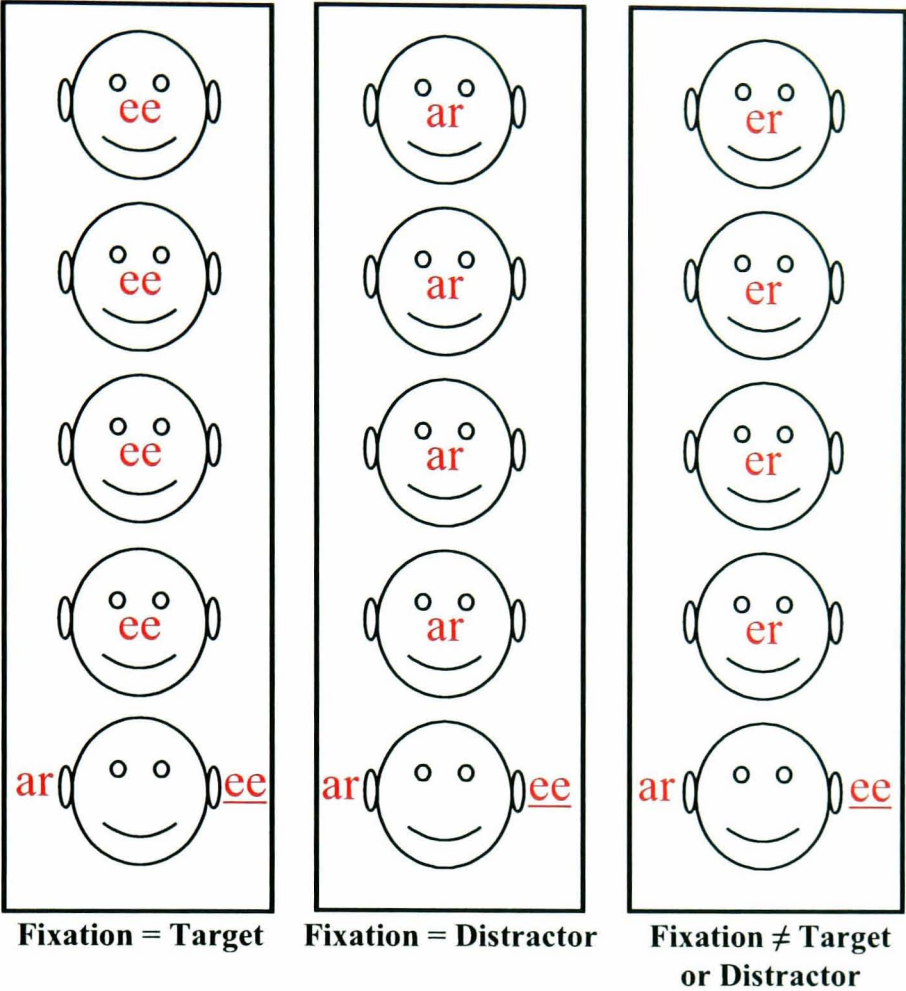 ee
ee
ee
ee
ar ee
Fixation = Target
ar
ar
ar
ar
ar ee
Fixation = Distractor
er
er
er
er
ar ee
Fixation ≠ Target
or Distractor